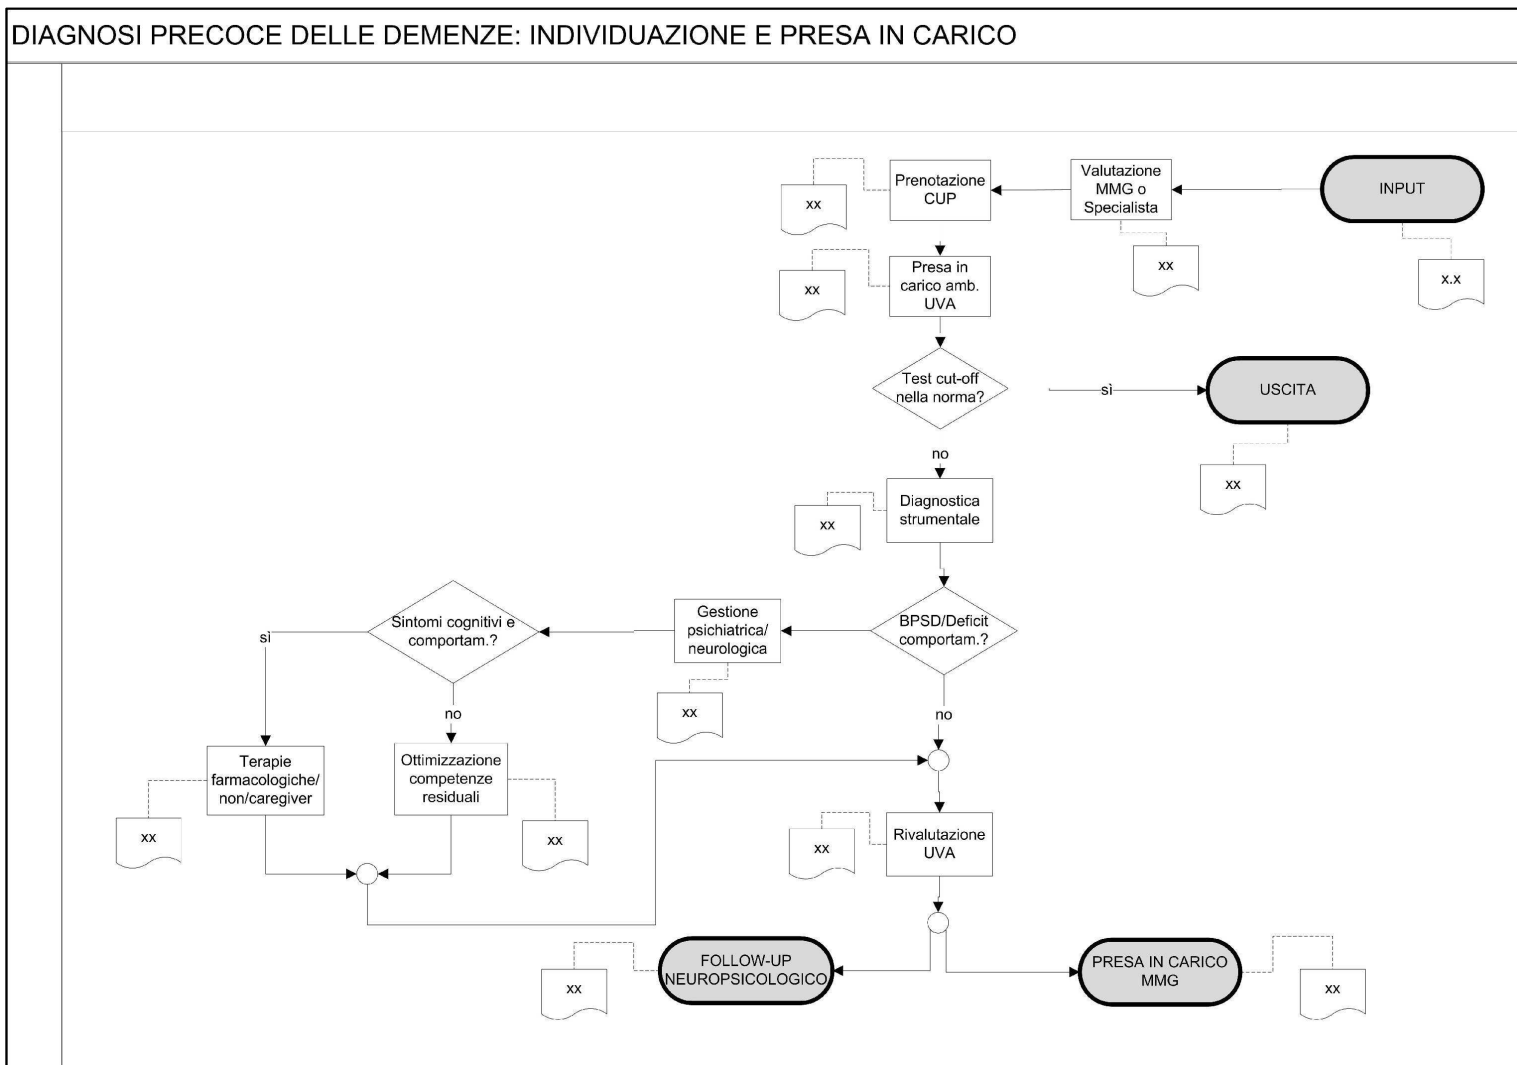 DIAGNOSI PRECOCE DELLE DEMENZE: INDIVIDUAZIONE E PRESA IN CARICO
INPUT
x.x
Valutazione
MMG o
Specialista
xx
Prenotazione
CUP
xx
Presa in
carico amb.
UVA
xx
Test cut-off
nella norma?
sì
USCITA
xx
no
Diagnostica
strumentale
xx
BPSD/Deficit
comportam.?
Gestione
psichiatrica/
neurologica
xx
Sintomi cognitivi e
comportam.?
sì
no
no
Terapie
farmacologiche/
non/caregiver
xx
Ottimizzazione
competenze
residuali
xx
Rivalutazione
UVA
xx
FOLLOW-UP
NEUROPSICOLOGICO
xx
PRESA IN CARICO
MMG
xx